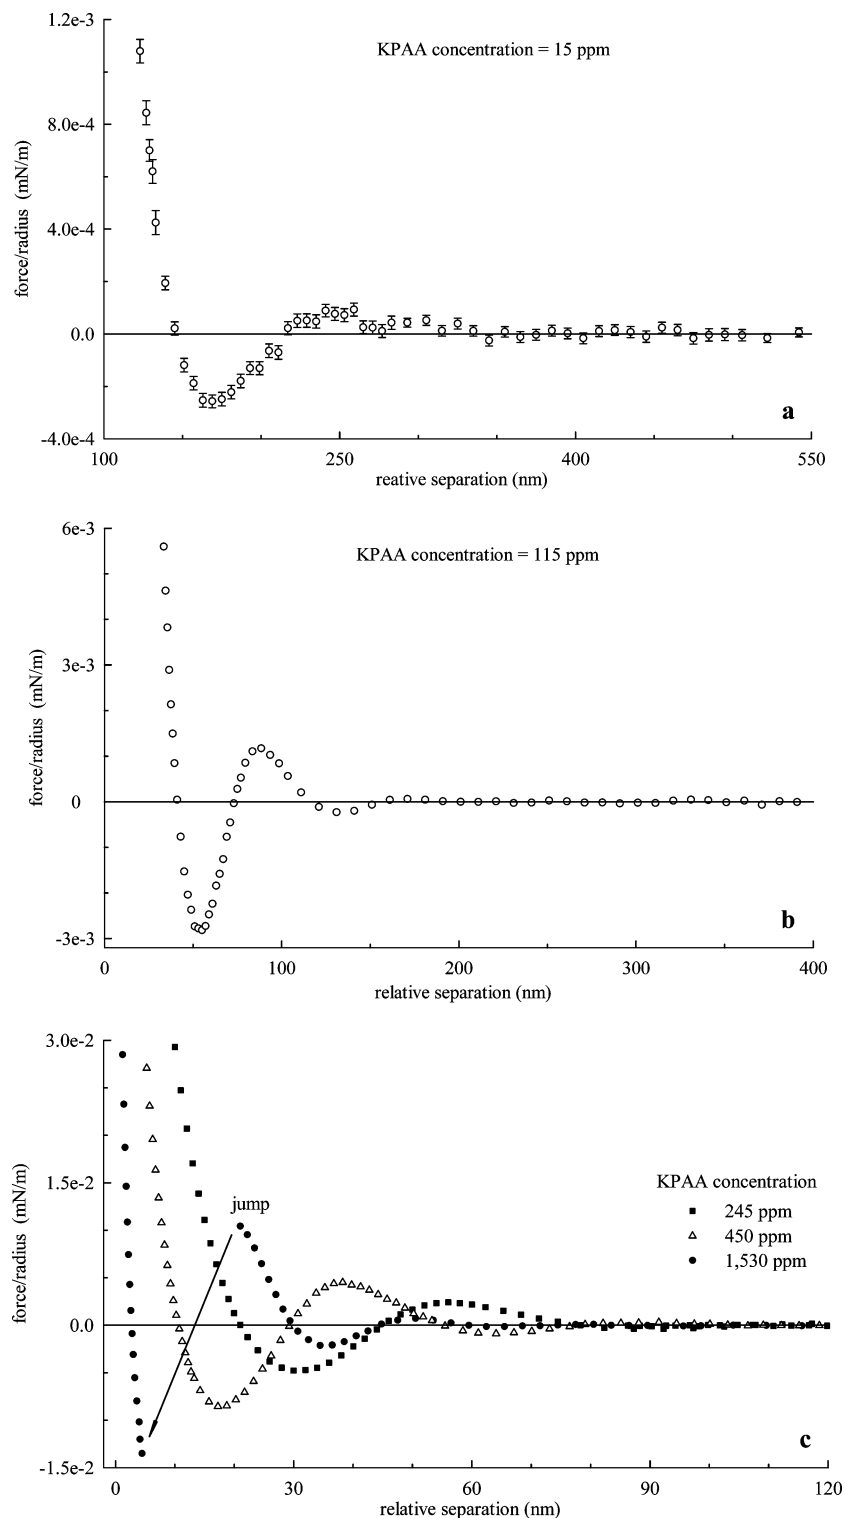 1.2e-3
KPAA concentration = 15 ppm
8.0e-4
force/radius (mN/m)
4.0e-4
0.0
a
-4.0e-4
100 250 400 550
reative separation (nm)
6e-3
KPAA concentration = 115 ppm
3e-3
force/radius (mN/m)
0
b
-3e-3
0 100 200 300 400
relative separation (nm)
3.0e-2
1.5e-2
KPAA concentration
jump
245 ppm
450 ppm
1,530 ppm
force/radius (mN/m)
0.0
c
-1.5e-2
0 30 60 90 120
relative separation (nm)